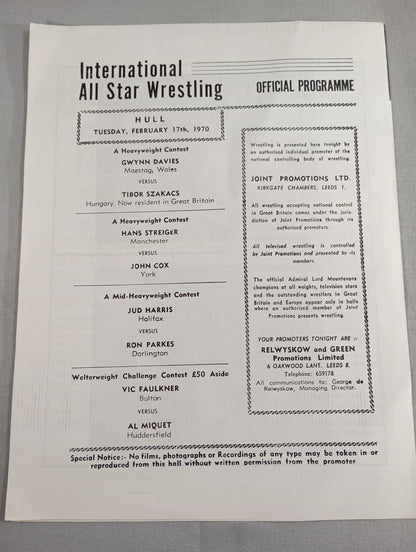 International
All Star Wrestling
OFFICIAL PROGRAMME
HULL
TUESDAY, FEBRUARY 17th, 1970
A Heavyweight Contest
GWYNN DAVIES
Maestag, Wales
VERSUS
TIBOR SZAKACS
Hungary, Now resident in Great Britain
A Heavyweight Contest
HANS STREIGER
Manchester
VERSUS
JOHN COX
York
A Mid-Heavyweight Contest
JUD HARRIS
Halifax
VERSUS
RON PARKES
Darlington
Welterweight Challenge Contest £50 Aside
VIC FAULKNER
Bolton
VERSUS
AL MIQUET
Huddersfield
Wrestling is presented here tonight by
an authorised individual promoter of the
national controlling body of wrestling.
JOINT PROMOTIONS LTD.
KIRKGATE CHAMBERS, LEEDS 1.
All wrestling accepting national control
in Great Britain comes under the juris-
diction of Joint Promotions through its
authorised promoters.
All televised wrestling is controlled
by Joint Promotions and presented by its
members.
The official Admiral Lord Mountevans
champions at all weights, television stars
and the outstanding wrestlers in Great
Britain and Europe appear only in halls
where an authorised member of Joint
Promotions presents wrestling.
YOUR PROMOTERS TONIGHT ARE :-
RELWYSKOW and GREEN
Promotions Limited
6 OAKWOOD LANT, LEEDS 8.
Telephone: 659178
All communications to: George de
Relwyskow, Managing Director.
Special Notice:- No films, photographs or Recordings of any type may be taken in or
reproduced from this hall without written permission from the promoter